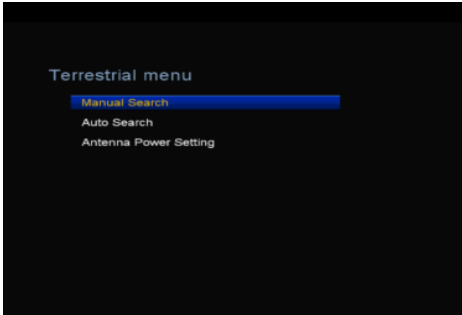 Terrestrial menu
Manual Search
Auto Search
Antenna Power Setting